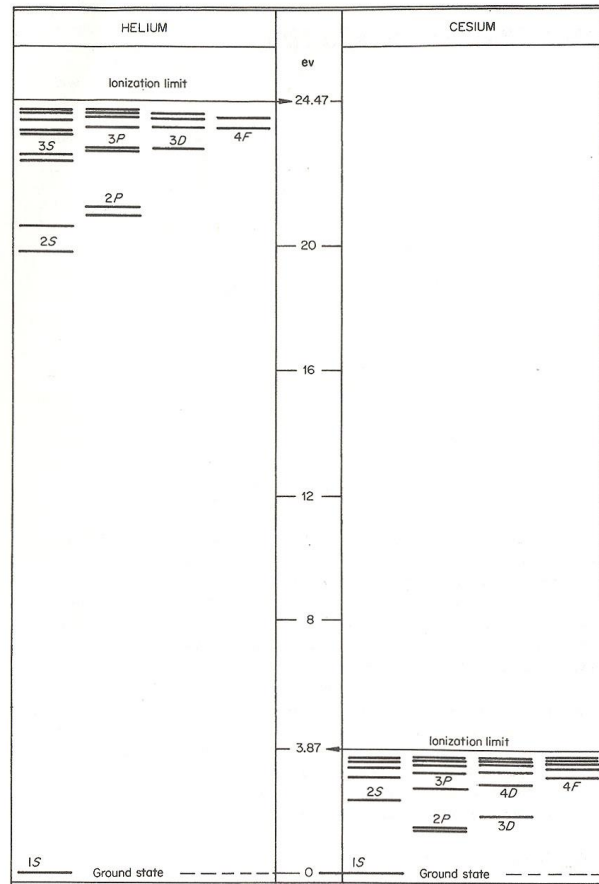 HELIUM CESIUM
ev
Ionization limit
24.47
3S 3P 3D 4F
2P
2S
20
16
12
8
3.87 Ionization limit
2S 3P 4D 4F
2P 3D
1S 1S
Ground state 0 Ground state